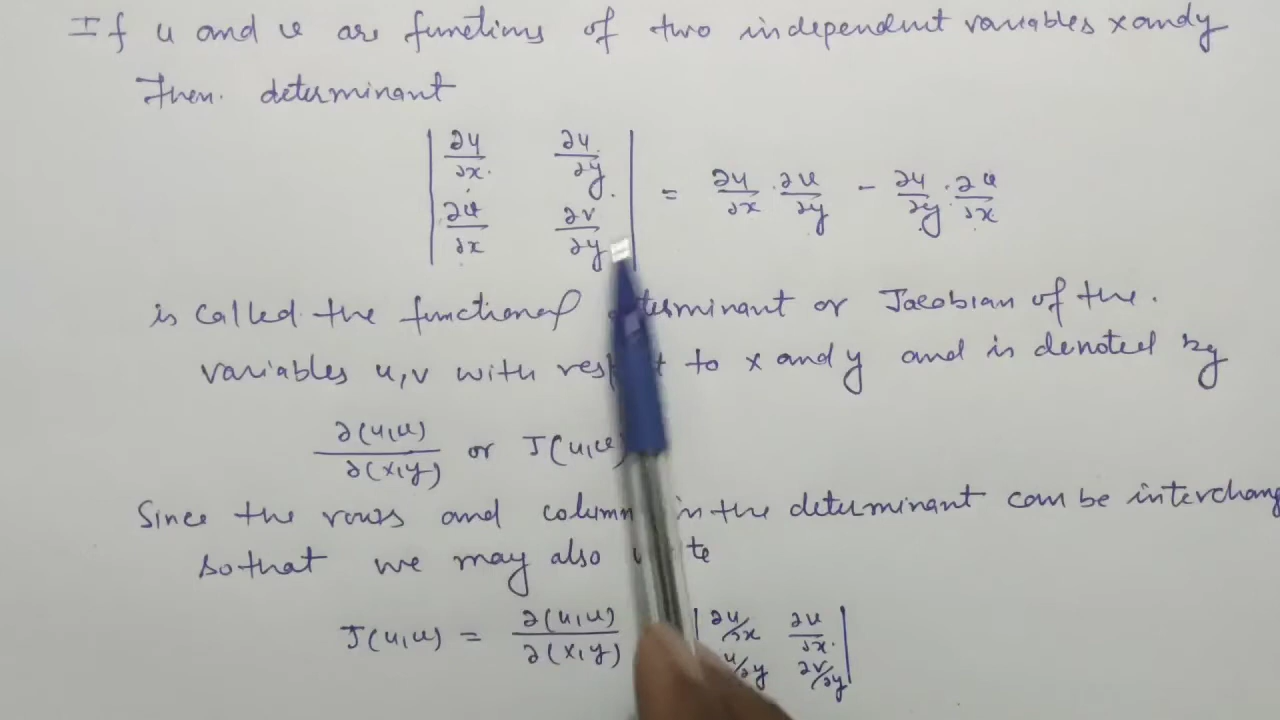 If u and v are functions of two independent variables x and y
Then. determinant
| ∂u/∂x ∂u/∂y |
| ∂v/∂x ∂v/∂y | = ∂u/∂x · ∂v/∂y - ∂u/∂y · ∂v/∂x
is called the functional determinant or Jacobian of the.
variables u,v with respect to x and y and is denoted by
∂(u,v)/∂(x,y) or J(u,v)
Since the rows and column in the determinant can be interchang
so that we may also
J(u,v) = ∂(u,v)/∂(x,y) | ∂u/∂x ∂v/∂x |
u/∂y ∂v/∂y |